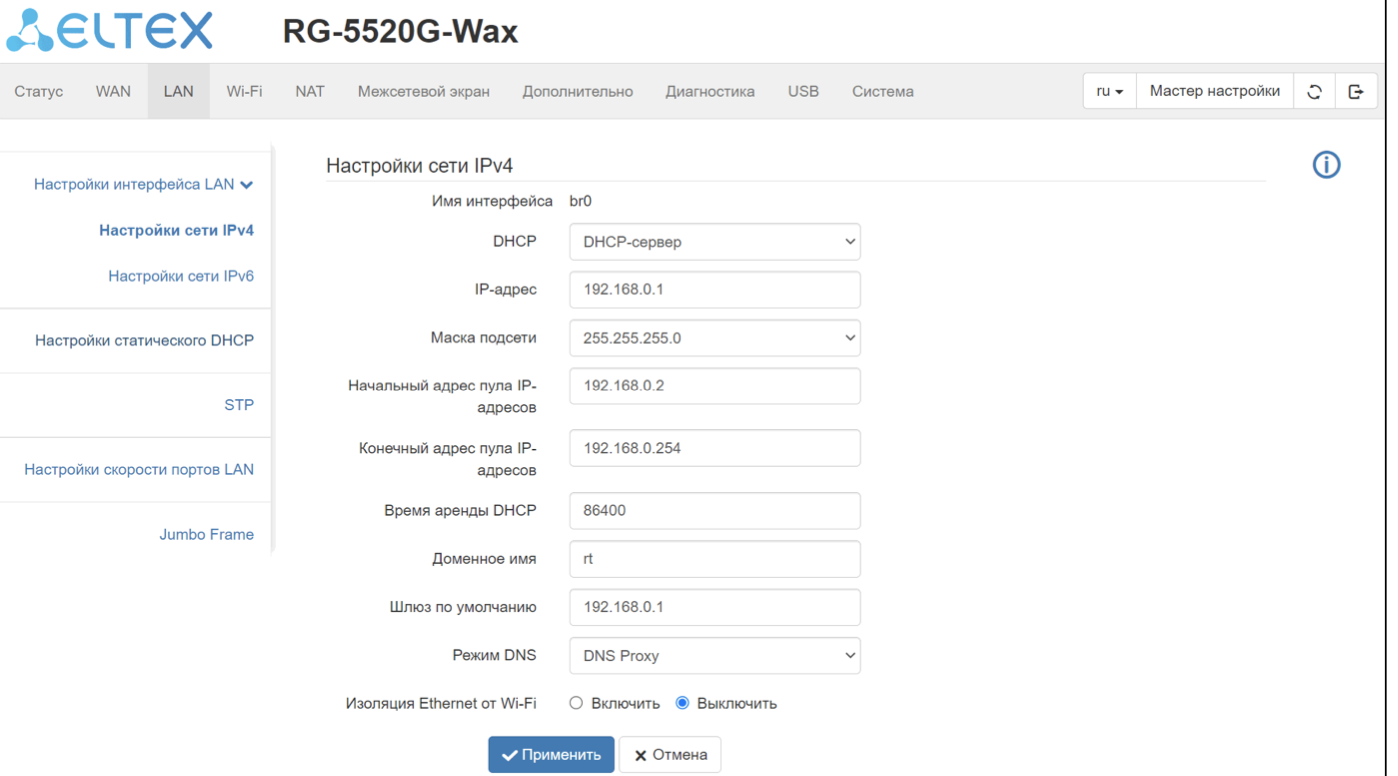 ELTEX RG-5520G-Wax
Статус WAN LAN Wi-Fi NAT Межсетевой экран Дополнительно Диагностика USB Система ru Мастер настройки
Настройки интерфейса LAN
Настройки сети IPv4
Настройки сети IPv6
Настройки статического DHCP
STP
Настройки скорости портов LAN
Jumbo Frame
Настройки сети IPv4
Имя интерфейса br0
DHCP DHCP-сервер
IP-адрес 192.168.0.1
Маска подсети 255.255.255.0
Начальный адрес пула IP-
адресов 192.168.0.2
Конечный адрес пула IP-
адресов 192.168.0.254
Время аренды DHCP 86400
Доменное имя rt
Шлюз по умолчанию 192.168.0.1
Режим DNS DNS Proxy
Изоляция Ethernet от Wi-Fi Включить Выключить
Применить Отмена